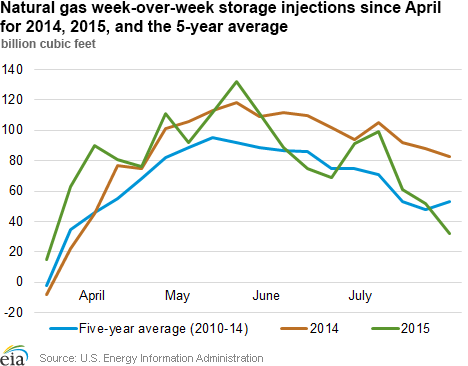 Natural gas week-over-week storage injections since April
for 2014, 2015, and the 5-year average
billion cubic feet
140
120
100
80
60
40
20
0
-20
April May June July
Five-year average (2010-14) 2014 2015
eia Source: U.S. Energy Information Administration